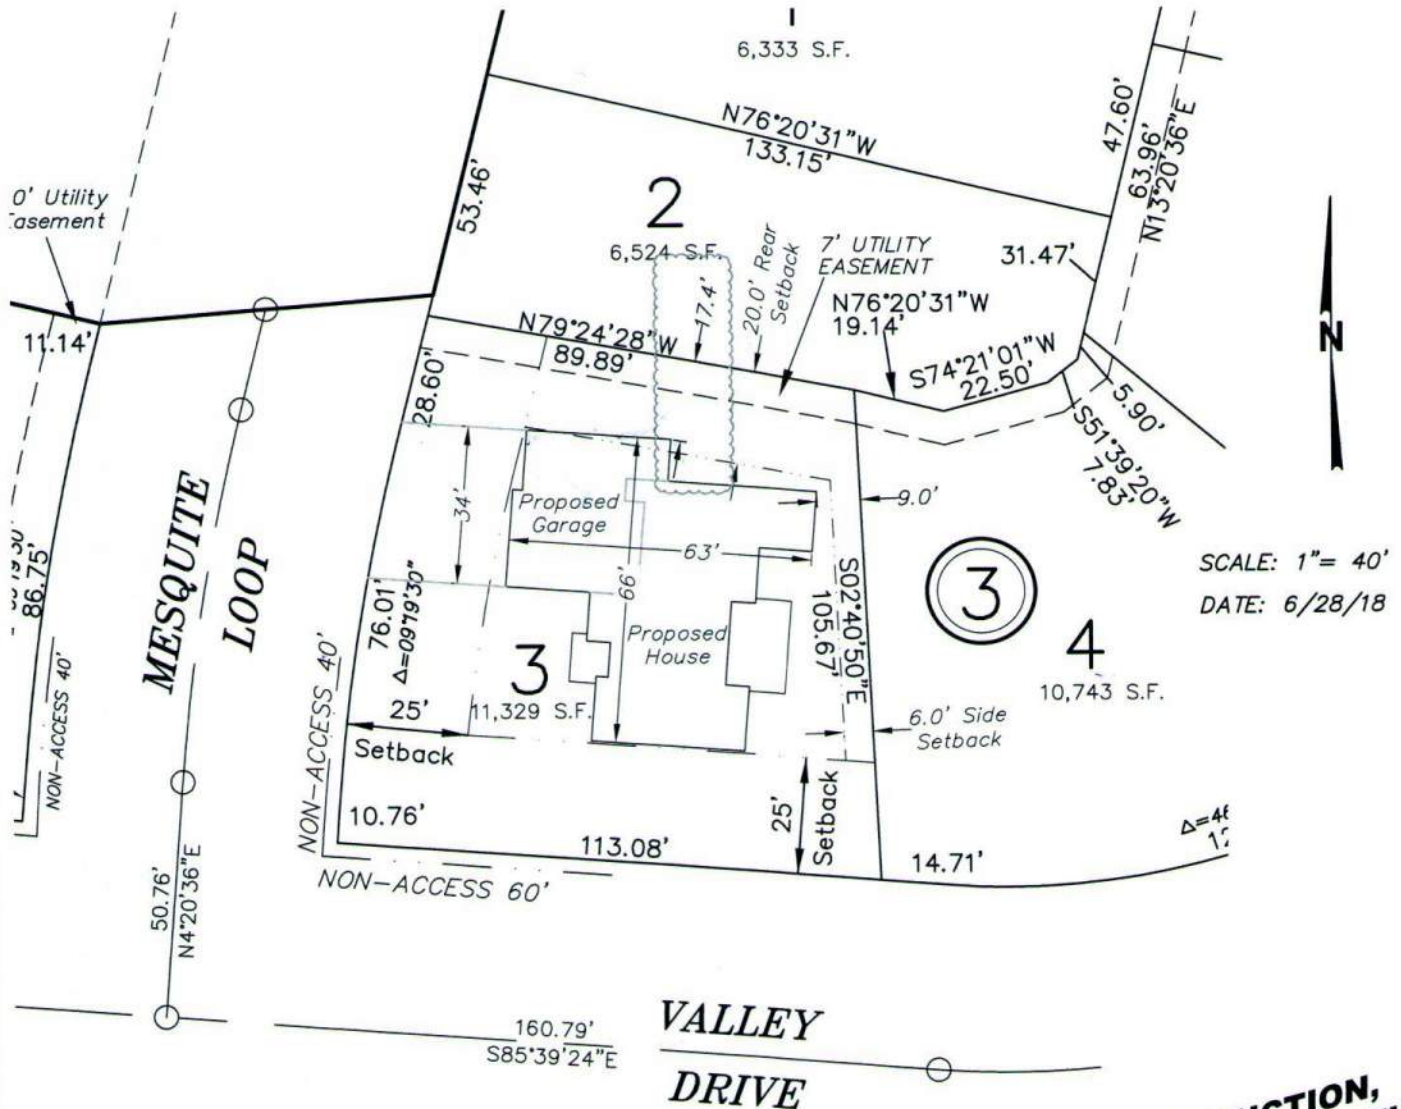 1
6,333 S.F.
N76°20'31"W
133.15'
47.60'
63.96'
N13°20'36"E
0' Utility
Easement
53.46'
2
6,524 S.F.
17.4'
20.0' Rear
Setback
7' UTILITY
EASEMENT
31.47'
N76°20'31"W
19.14'
11.14'
N79°24'28"W
89.89'
28.60'
S74°21'01"W
22.50'
5.90'
S51°39'20"W
7.83'
N
MESQUITE
LOOP
34'
Proposed
Garage
63'
66'
9.0'
S02°40'50"E
105.67'
3
SCALE: 1"= 40'
DATE: 6/28/18
86.75'
76.01'
Δ=09°19'30"
Proposed
House
3
11,329 S.F.
4
10,743 S.F.
NON-ACCESS 40'
NON-ACCESS 40'
25'
Setback
6.0' Side
Setback
25'
Setback
10.76'
113.08'
14.71'
Δ=46
NON-ACCESS 60'
50.76'
N4°20'36"E
160.79'
S85°39'24"E
VALLEY
DRIVE